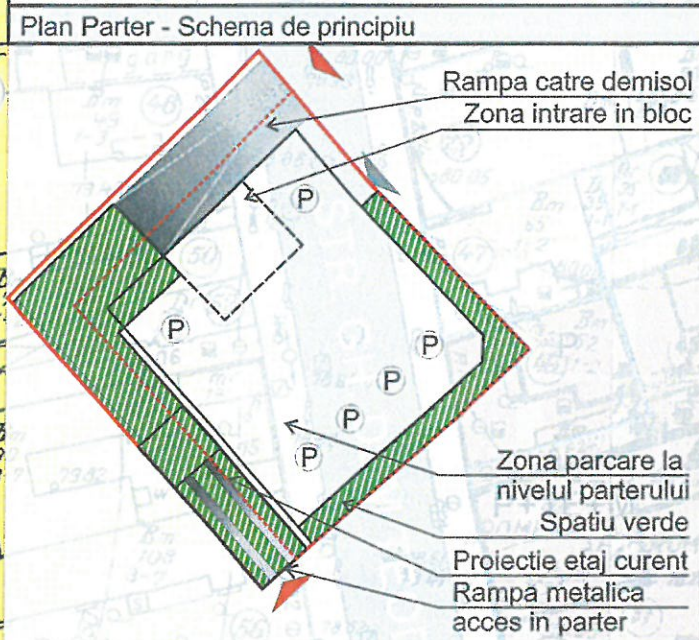 Plan Parter - Schema de principiu
Rampa catre demisol
Zona intrare in bloc
P
P
P
P
P
P
Zona parcare la
nivelul parterului
Spatiu verde
Proiectie etaj curent
Rampa metalica
acces in parter